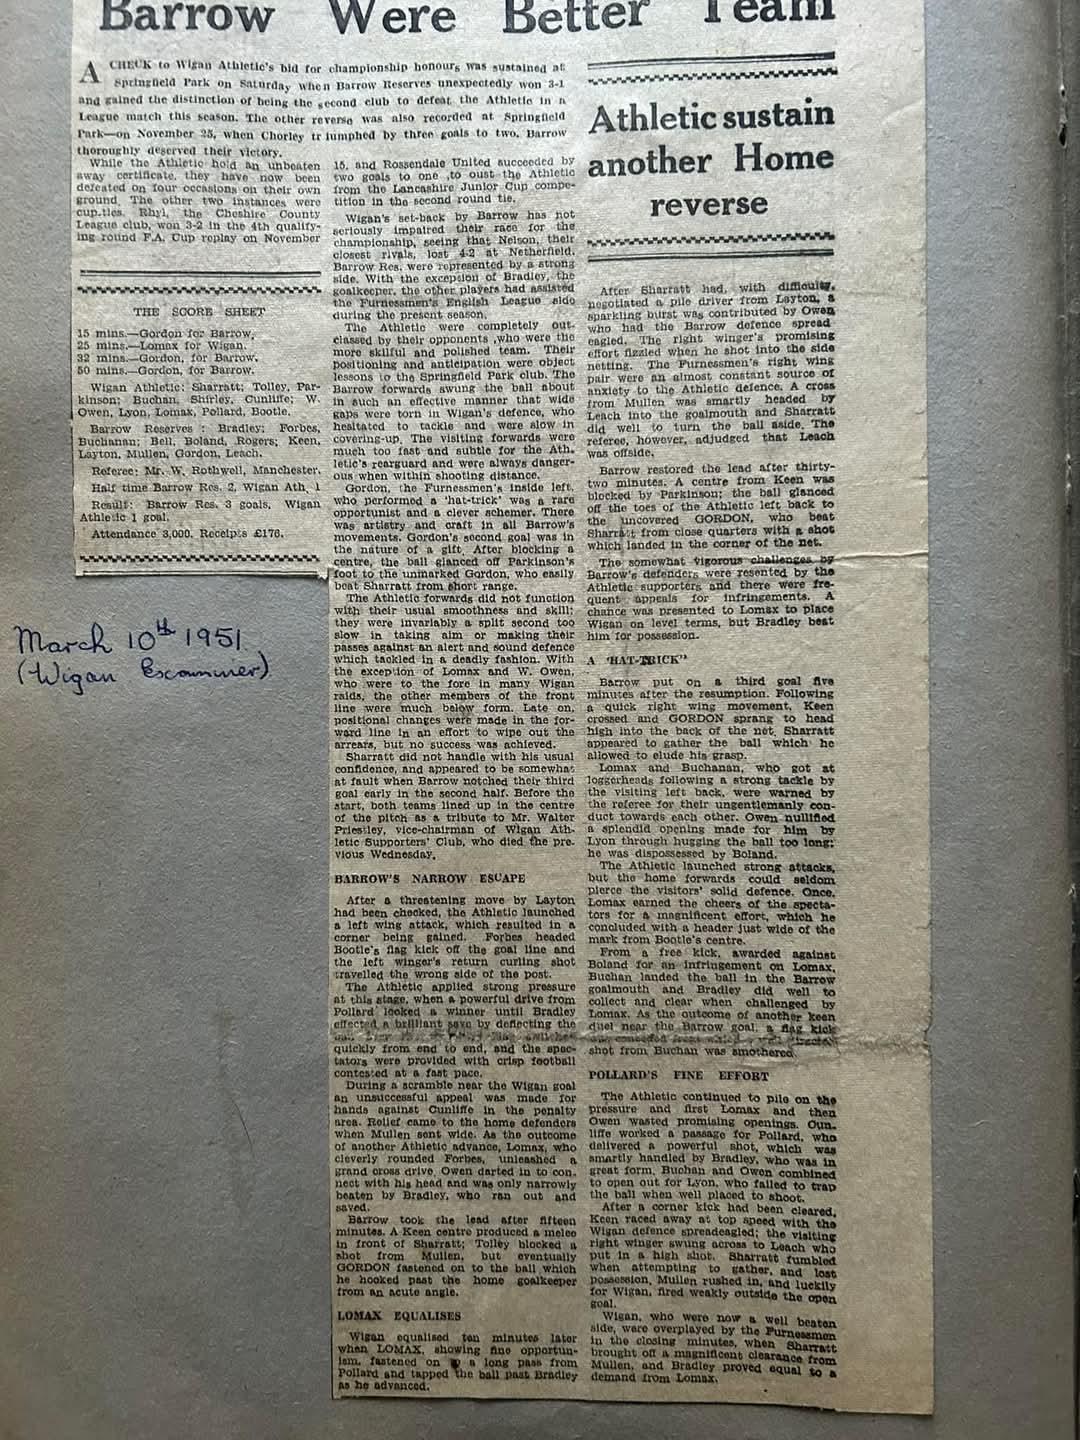 Barrow Were Better Team
A CHECK to Wigan Athletic's bid for championship honours was sustained at
Springfield Park on Saturday when Barrow Reserves unexpectedly won 3-1
and gained the distinction of being the second club to defeat the Athletic in a
League match this season. The other reverse was also recorded at Springfield
Park—on November 25, when Chorley tr iumphed by three goals to two. Barrow
thoroughly deserved their victory.
While the Athletic hold an unbeaten
away certificate, they have now been
defeated on four occasions on their own
ground. The other two instances were
cup-ties. Rhyl, the Cheshire County
League club, won 3-2 in the 4th qualify-
ing round F.A. Cup replay on November
THE SCORE SHEET
15 mins.—Gordon for Barrow.
25 mins.—Lomax for Wigan.
32 mins.—Gordon, for Barrow.
50 mins.—Gordon, for Barrow.
Wigan Athletic: Sharratt; Tolley, Par-
kinson; Buchan, Shirley, Cunliffe; W.
Owen, Lyon, Lomax, Pollard, Bootle.
Barrow Reserves : Bradley; Forbes,
Buchanan; Bell, Boland, Rogers; Keen,
Layton, Mullen, Gordon, Leach.
Referee: Mr. W. Rothwell, Manchester.
Half time Barrow Res. 2, Wigan Ath. 1
Result: Barrow Res. 3 goals, Wigan
Athletic 1 goal.
Attendance 3,000. Receipts £176.
March 10th 1951
(Wigan Examiner)
15, and Rossendale United succeeded by
two goals to one ,to oust the Athletic
from the Lancashire Junior Cup compe-
tition in the second round tie.
Wigan's set-back by Barrow has not
seriously impaired their race for the
championship, seeing that Nelson, their
closest rivals, lost 4-2 at Netherfield.
Barrow Res. were represented by a strong
side. With the exception of Bradley, the
goalkeeper, the other players had assisted
the Furnessmen's English League side
during the present season.
The Athletic were completely out-
classed by their opponents ,who were the
more skilful and polished team. Their
positioning and anticipation were object
lessons to the Springfield Park club. The
Barrow forwards swung the ball about
in such an effective manner that wide
gaps were torn in Wigan's defence, who
hesitated to tackle and were slow in
covering-up. The visiting forwards were
much too fast and subtle for the Ath-
letic's rearguard and were always danger-
ous when within shooting distance.
Gordon, the Furnessmen's inside left,
who performed a 'hat-trick' was a rare
opportunist and a clever schemer. There
was artistry and craft in all Barrow's
movements. Gordon's second goal was in
the nature of a gift. After blocking a
centre, the ball glanced off Parkinson's
foot to the unmarked Gordon, who easily
beat Sharratt from short range.
The Athletic forwards did not function
with their usual smoothness and skill;
they were invariably a split second too
slow in taking aim or making their
passes against an alert and sound defence
which tackled in a deadly fashion. With
the exception of Lomax and W. Owen,
who were to the fore in many Wigan
raids, the other members of the front
line were much below form. Late on,
positional changes were made in the for-
ward line in an effort to wipe out the
arrears, but no success was achieved.
Sharratt did not handle with his usual
confidence, and appeared to be somewhat
at fault when Barrow notched their third
goal early in the second half. Before the
start, both teams lined up in the centre
of the pitch as a tribute to Mr. Walter
Priestley, vice-chairman of Wigan Ath-
letic Supporters' Club, who died the pre-
vious Wednesday.
BARROW'S NARROW ESCAPE
After a threatening move by Layton
had been checked, the Athletic launched
a left wing attack, which resulted in a
corner being gained. Forbes headed
Bootle's flag kick off the goal line and
the left winger's return curling shot
travelled the wrong side of the post.
The Athletic applied strong pressure
at this stage, when a powerful drive from
Pollard looked a winner until Bradley
effected a brilliant save by deflecting the
quickly from end to end, and the spec-
tators were provided with crisp football
contested at a fast pace.
During a scramble near the Wigan goal
an unsuccessful appeal was made for
hands against Cunliffe in the penalty
area. Relief came to the home defenders
when Mullen sent wide. As the outcome
of another Athletic advance, Lomax, who
cleverly rounded Forbes, unleashed a
grand cross drive. Owen darted in to con-
nect with his head and was only narrowly
beaten by Bradley, who ran out and
saved.
Barrow took the lead after fifteen
minutes. A Keen centre produced a melee
in front of Sharratt; Tolley blocked a
shot from Mullen, but eventually
GORDON fastened on to the ball which
he hooked past the home goalkeeper
from an acute angle.
LOMAX EQUALISES
Wigan equalised ten minutes later
when LOMAX, showing fine opportun-
ism, fastened on to a long pass from
Pollard and tapped the ball past Bradley
as he advanced.
Athletic sustain
another Home
reverse
After Sharratt had, with difficulty,
negotiated a pile driver from Layton, a
sparkling burst was contributed by Owen
who had the Barrow defence spread
eagled. The right winger's promising
effort fizzled when he shot into the side
netting. The Furnessmen's right wing
pair were an almost constant source of
anxiety to the Athletic defence. A cross
from Mullen was smartly headed by
Leach into the goalmouth and Sharratt
did well to turn the ball aside. The
referee, however, adjudged that Leach
was offside.
Barrow restored the lead after thirty-
two minutes. A centre from Keen was
blocked by Parkinson; the ball glanced
off the toes of the Athletic left back to
the uncovered GORDON, who beat
Sharratt from close quarters with a shot
which landed in the corner of the net.
The somewhat vigorous challenges by
Barrow's defenders were resented by the
Athletic supporters and there were fre-
quent appeals for infringements. A
chance was presented to Lomax to place
Wigan on level terms, but Bradley beat
him for possession.
A 'HAT-TRICK"
Barrow put on a third goal five
minutes after the resumption. Following
a quick right wing movement, Keen
crossed and GORDON sprang to head
high into the back of the net. Sharratt
appeared to gather the ball which he
allowed to elude his grasp.
Lomax and Buchanan, who got at
loggerheads following a strong tackle by
the visiting left back, were warned by
the referee for their ungentlemanly con-
duct towards each other. Owen nullified
a splendid opening made for him by
Lyon through hugging the ball too long;
he was dispossessed by Boland.
The Athletic launched strong attacks,
but the home forwards could seldom
pierce the visitors' solid defence. Once,
Lomax earned the cheers of the specta-
tors for a magnificent effort, which he
concluded with a header just wide of the
mark from Bootle's centre.
From a free kick, awarded against
Boland for an infringement on Lomax,
Buchan landed the ball in the Barrow
goalmouth and Bradley did well to
collect and clear when challenged by
Lomax. As the outcome of another keen
duel near the Barrow goal, a flag kick
shot from Buchan was smothered.
POLLARD'S FINE EFFORT
The Athletic continued to pile on the
pressure and first Lomax and then
Owen wasted promising openings. Cun-
liffe worked a passage for Pollard, who
delivered a powerful shot, which was
smartly handled by Bradley, who was in
great form. Buchan and Owen combined
to open out for Lyon, who failed to trap
the ball when well placed to shoot.
After a corner kick had been cleared,
Keen raced away at top speed with the
Wigan defence spreadeagled; the visiting
right winger swung across to Leach who
put in a high shot. Sharratt fumbled
when attempting to gather, and lost
possession, Mullen rushed in, and luckily
for Wigan, fired weakly outside the open
goal.
Wigan, who were now a well beaten
side, were overplayed by the Furnessmen
in the closing minutes, when Sharratt
brought off a magnificent clearance from
Mullen, and Bradley proved equal to a
demand from Lomax.